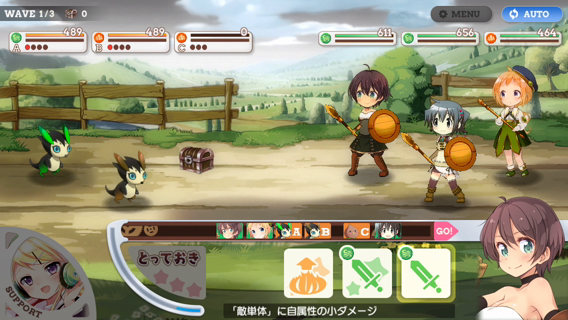 WAVE 1/3 0 MENU AUTO
489 489 0 611 656 464
A B C
A B C GO!
とっておき
SUPPORT
「敵単体」に自属性の小ダメージ